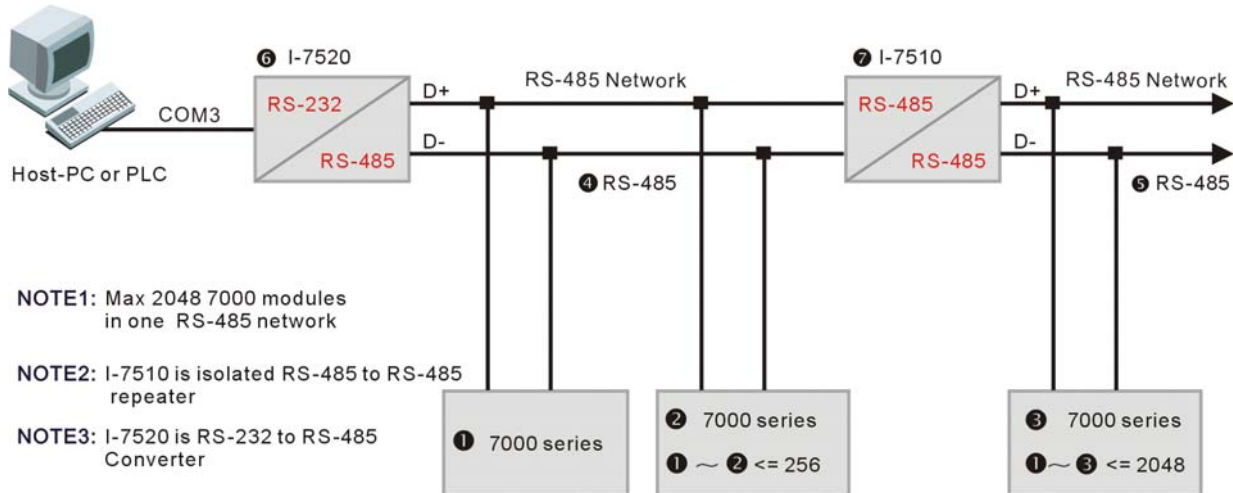 ❻ I-7520
❼ I-7510
RS-232
RS-485
D+
D-
RS-485 Network
RS-485
RS-485
D+
D-
RS-485 Network
COM3
Host-PC or PLC
❹ RS-485
❺ RS-485
NOTE1: Max 2048 7000 modules
in one RS-485 network
NOTE2: I-7510 is isolated RS-485 to RS-485
repeater
NOTE3: I-7520 is RS-232 to RS-485
Converter
❶ 7000 series
❷ 7000 series
❶ ~ ❷ <= 256
❸ 7000 series
❶~ ❸ <= 2048